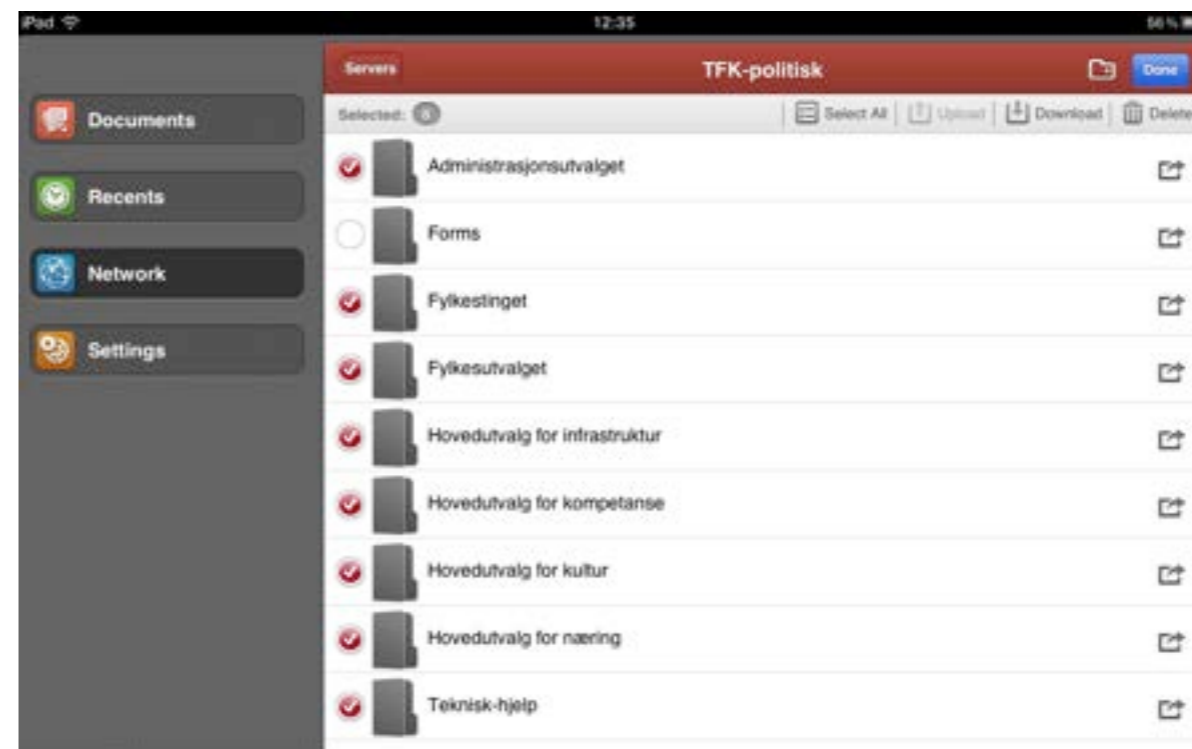 iPad 12:35 56 %
Servers TFK-politisk Done
Selected: Select All Upload Download Delete
Documents
Recents
Network
Settings
Administrasjonsutvalget
Forms
Fylkestinget
Fylkesutvalget
Hovedutvalg for infrastruktur
Hovedutvalg for kompetanse
Hovedutvalg for kultur
Hovedutvalg for næring
Teknisk-hjelp